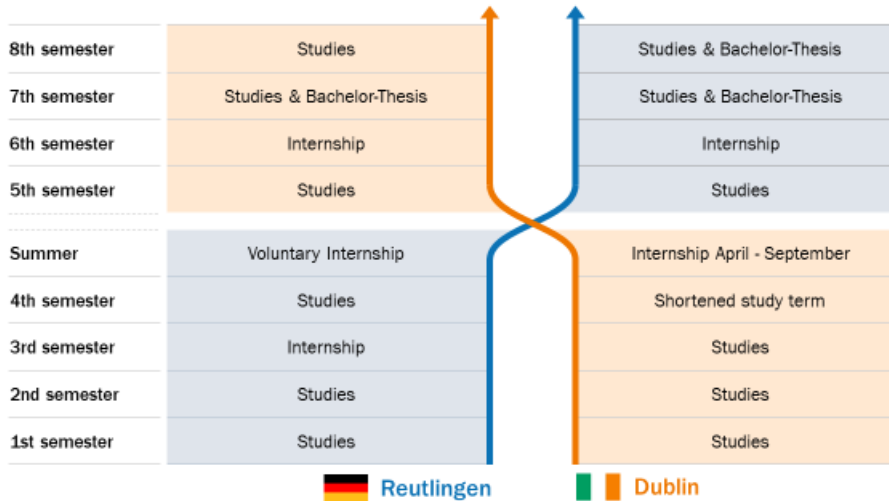 8th semester Studies Studies & Bachelor-Thesis
7th semester Studies & Bachelor-Thesis Studies & Bachelor-Thesis
6th semester Internship Internship
5th semester Studies Studies
Summer Voluntary Internship Internship April - September
4th semester Studies Shortened study term
3rd semester Internship Studies
2nd semester Studies Studies
1st semester Studies Studies
Reutlingen Dublin